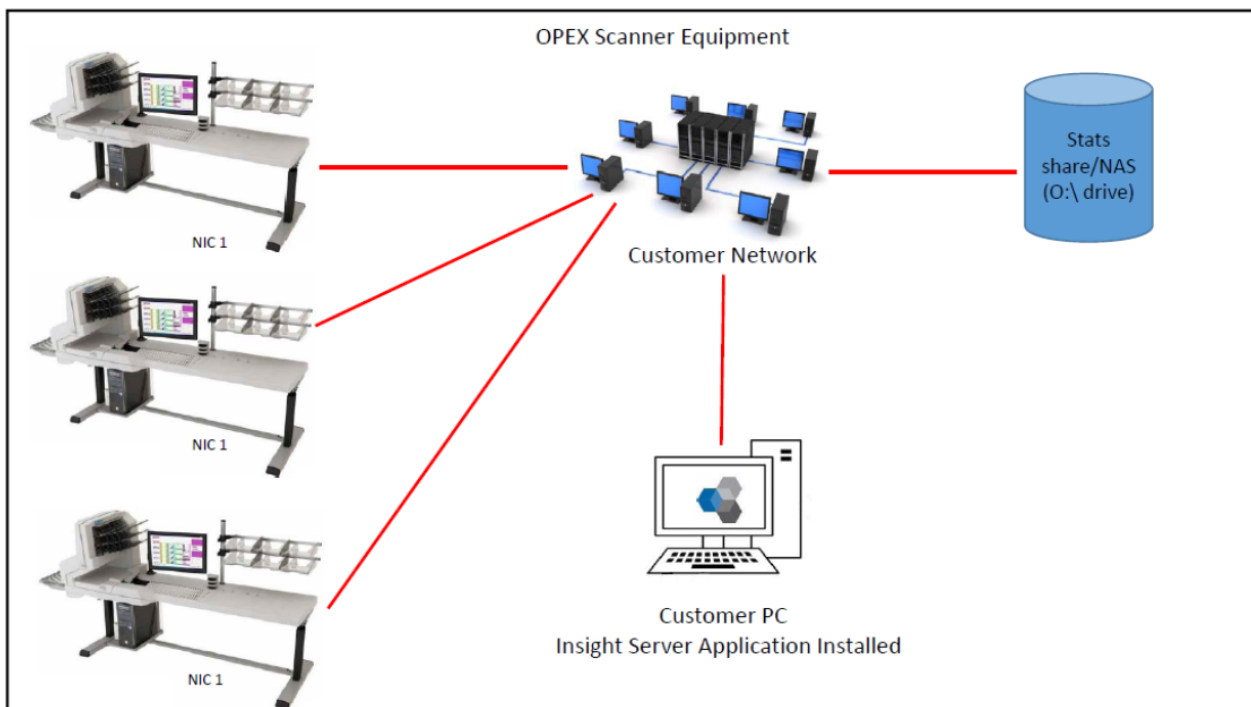 OPEX Scanner Equipment
NIC 1
NIC 1
NIC 1
Customer Network
Stats
share/NAS
(O:\ drive)
Customer PC
Insight Server Application Installed